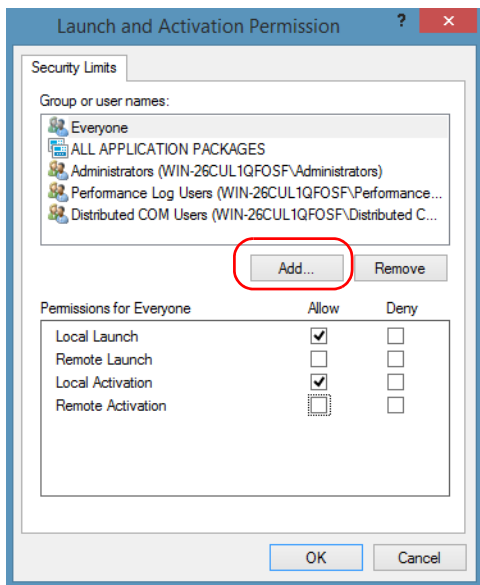 Launch and Activation Permission ?
Security Limits
Group or user names:
Everyone
ALL APPLICATION PACKAGES
Administrators (WIN-26CUL1QFOSF\Administrators)
Performance Log Users (WIN-26CUL1QFOSF\Performance...
Distributed COM Users (WIN-26CUL1QFOSF\Distributed C...
Add... Remove
Permissions for Everyone Allow Deny
Local Launch
Remote Launch
Local Activation
Remote Activation
OK Cancel